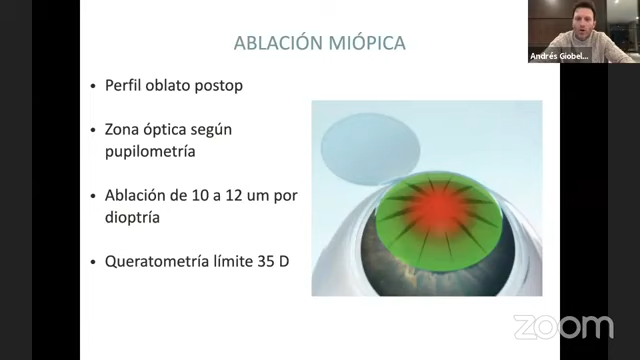 ABLACIÓN MIÓPICA
• Perfil oblato postop
• Zona óptica según
pupilometría
• Ablación de 10 a 12 um por
dioptría
• Queratometría límite 35 D
Andrés Giobel...
zoom